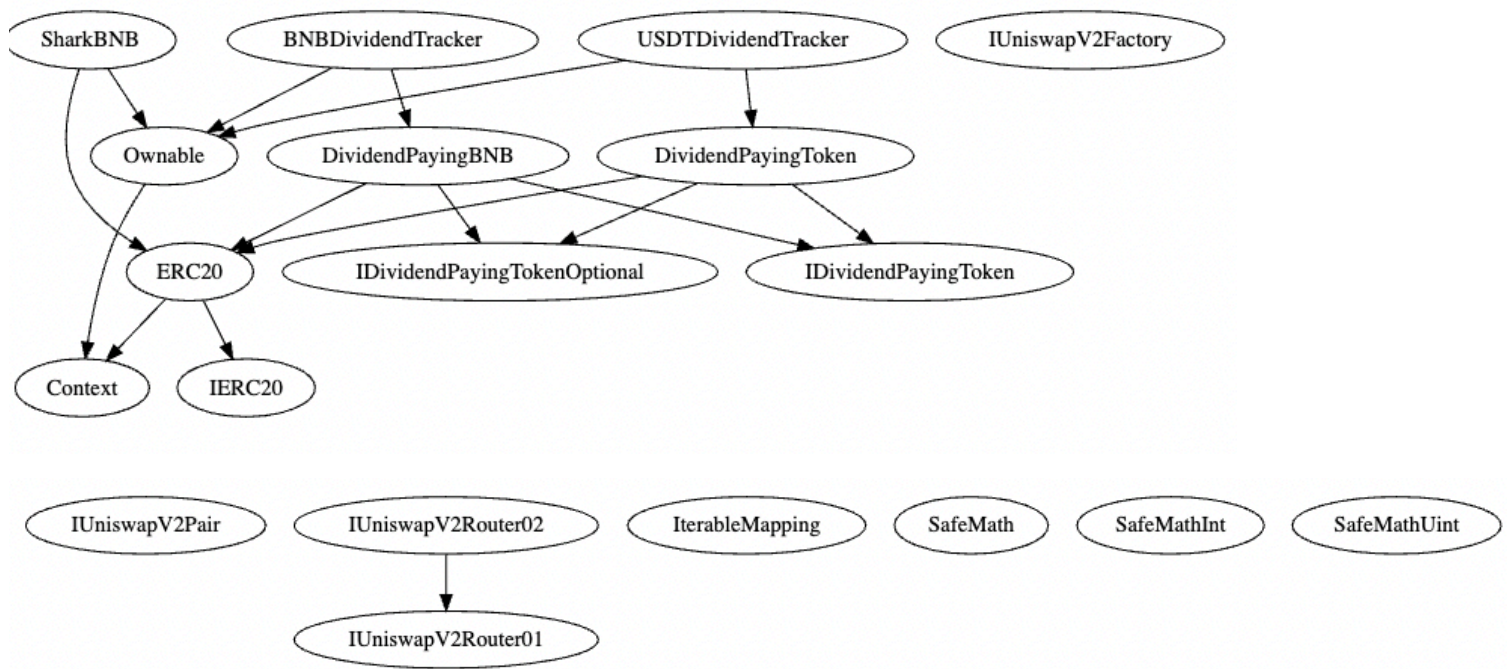 SharkBNB
BNBDividendTracker
USDTDividendTracker
IUniswapV2Factory
Ownable
DividendPayingBNB
DividendPayingToken
ERC20
IDividendPayingTokenOptional
IDividendPayingToken
Context
IERC20
IUniswapV2Pair
IUniswapV2Router02
IterableMapping
SafeMath
SafeMathInt
SafeMathUint
IUniswapV2Router01